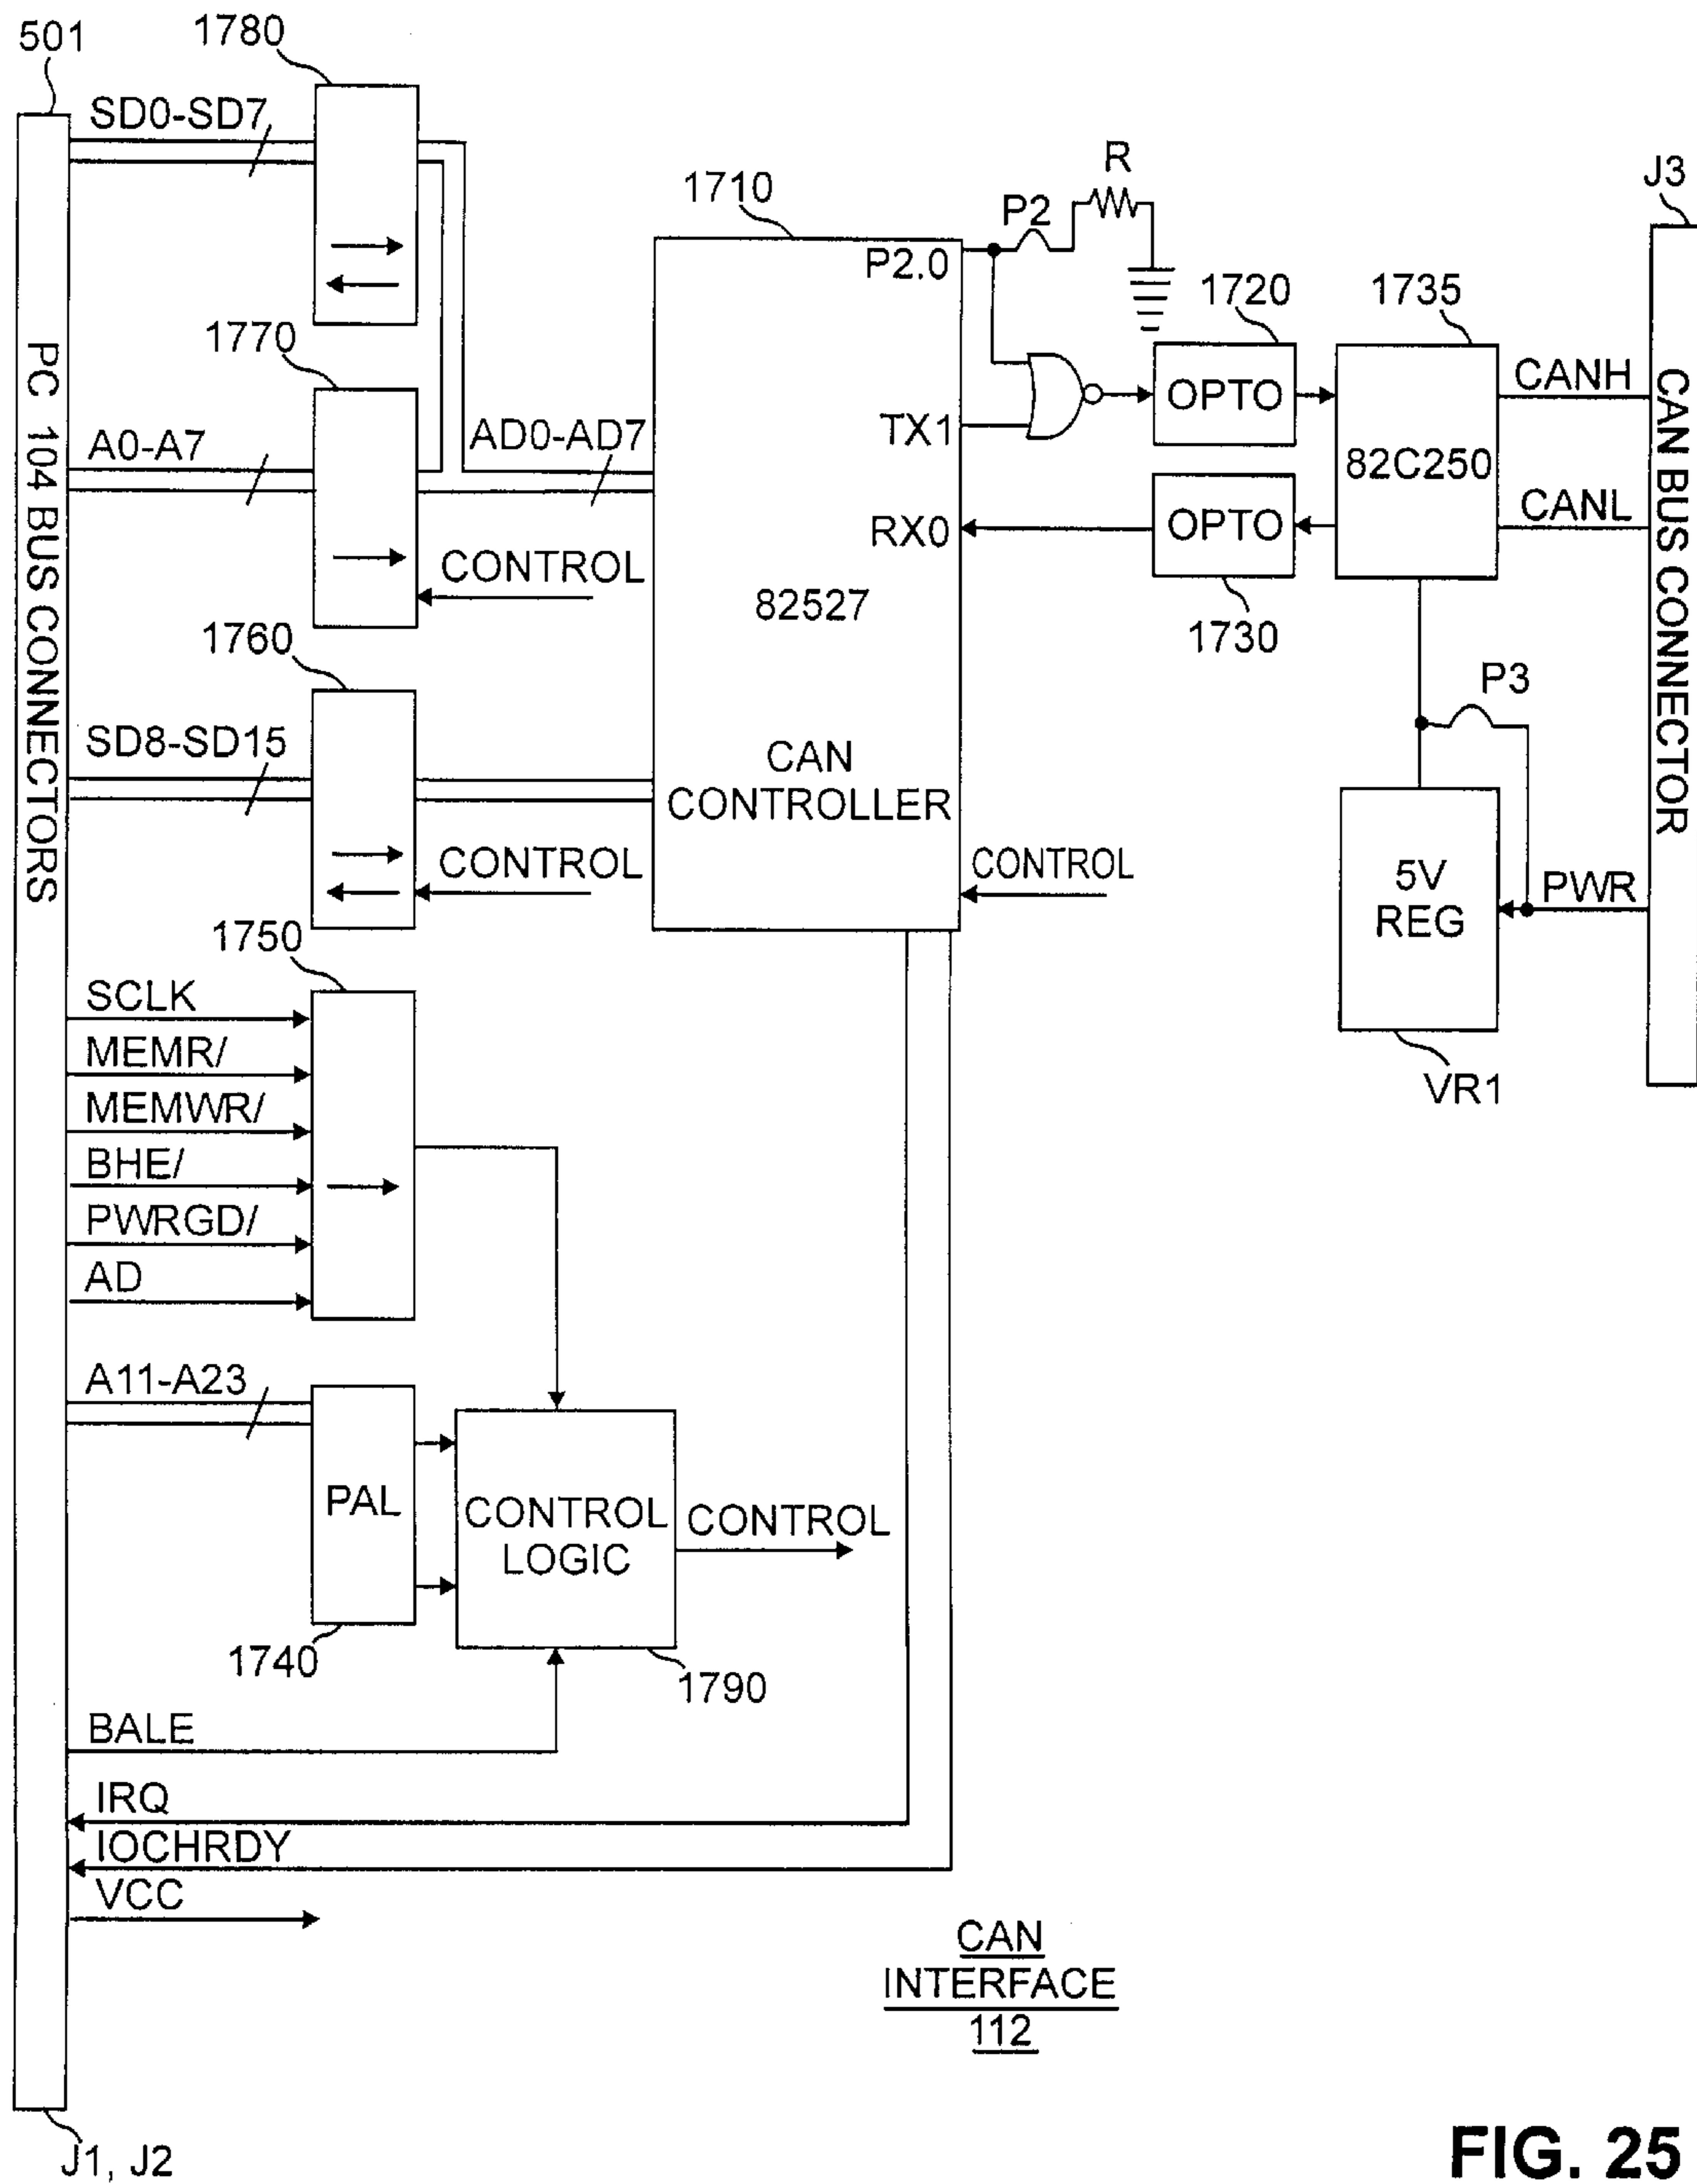 501
1780
SD0-SD7
1710
P2
R
J3
P2.0
1770
1720
1735
PC 104 BUS CONNECTORS
A0-A7
AD0-AD7
TX1
OPTO
82C250
CANH
CAN BUS CONNECTOR
RX0
OPTO
CANL
CONTROL
82527
1730
1760
P3
SD8-SD15
CAN
CONTROLLER
CONTROL
CONTROL
5V
REG
PWR
1750
SCLK
MEMR/
MEMWR/
VR1
BHE/
PWRGD/
AD
A11-A23
PAL
CONTROL
LOGIC
CONTROL
1740
1790
BALE
IRQ
IOCHRDY
VCC
CAN
INTERFACE
112
J1, J2
FIG. 25